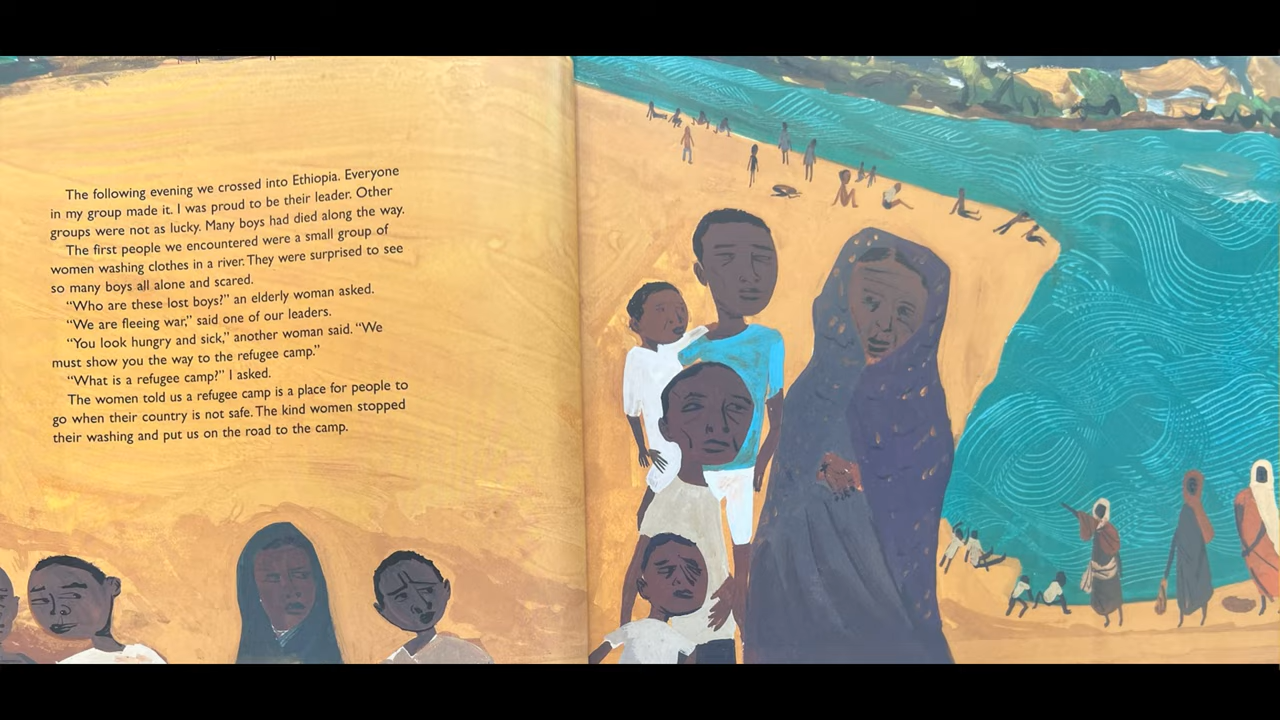 The following evening we crossed into Ethiopia. Everyone
in my group made it. I was proud to be their leader. Other
groups were not as lucky. Many boys had died along the way.
The first people we encountered were a small group of
women washing clothes in a river. They were surprised to see
so many boys all alone and scared.
“Who are these lost boys?” an elderly woman asked.
“We are fleeing war,” said one of our leaders.
“You look hungry and sick,” another woman said. “We
must show you the way to the refugee camp.”
“What is a refugee camp?” I asked.
The women told us a refugee camp is a place for people to
go when their country is not safe. The kind women stopped
their washing and put us on the road to the camp.